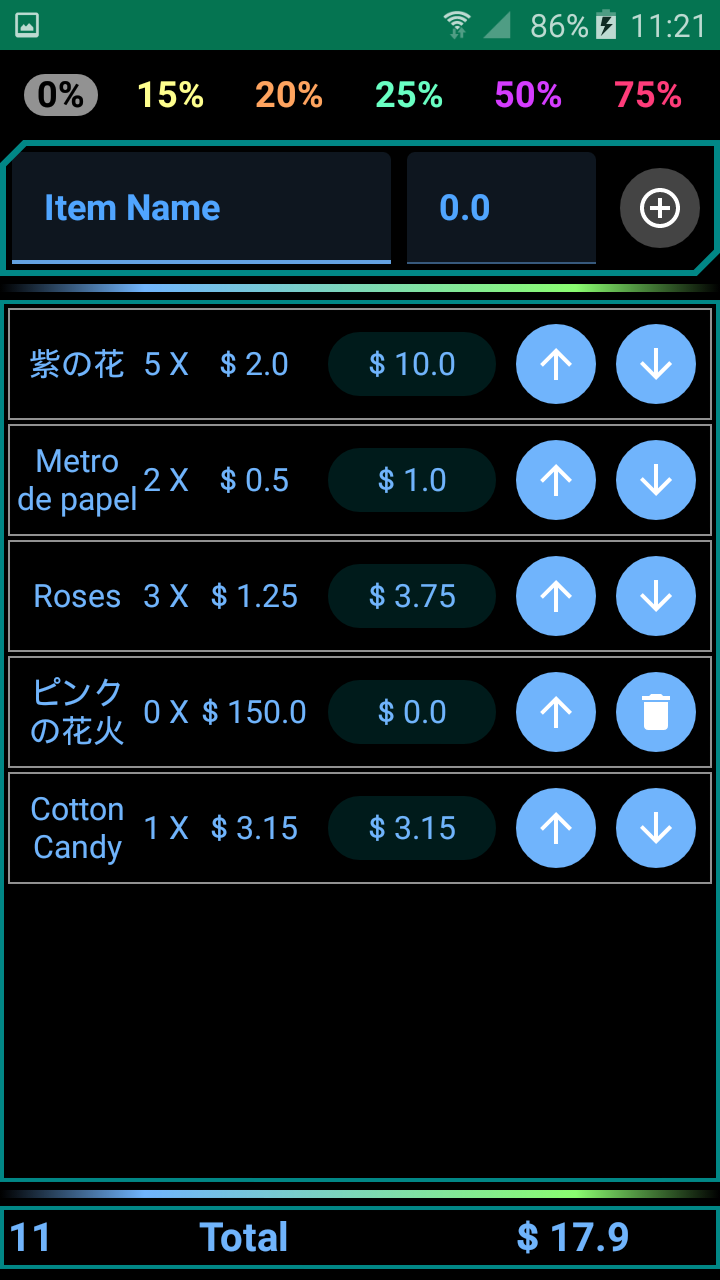 86% 11:21
0% 15% 20% 25% 50% 75%
Item Name 0.0
紫の花 5 X $ 2.0 $ 10.0
Metro
de papel 2 X $ 0.5 $ 1.0
Roses 3 X $ 1.25 $ 3.75
ピンク
の花火 0 X $ 150.0 $ 0.0
Cotton
Candy 1 X $ 3.15 $ 3.15
11 Total $ 17.9